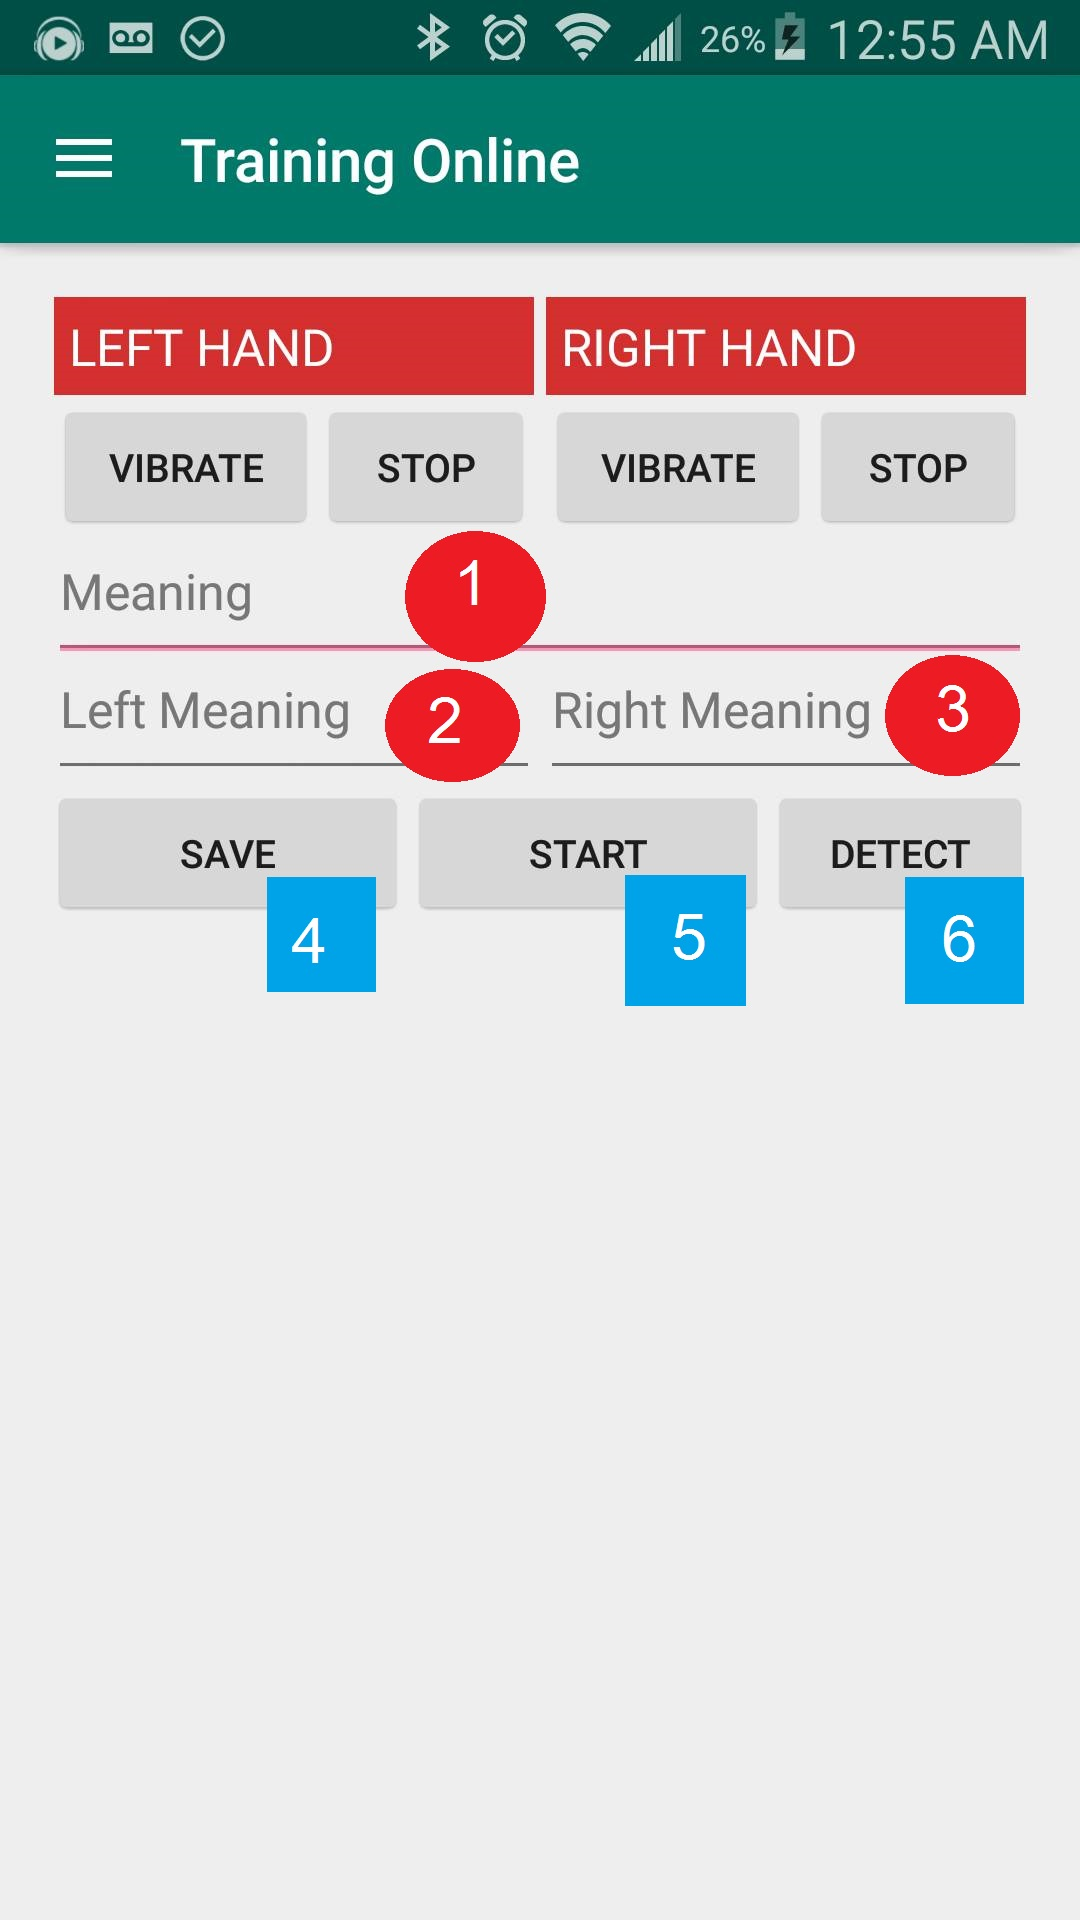 26% 12:55 AM
Training Online
LEFT HAND RIGHT HAND
VIBRATE STOP VIBRATE STOP
Meaning 1
Left Meaning 2 Right Meaning 3
SAVE START DETECT
4 5 6